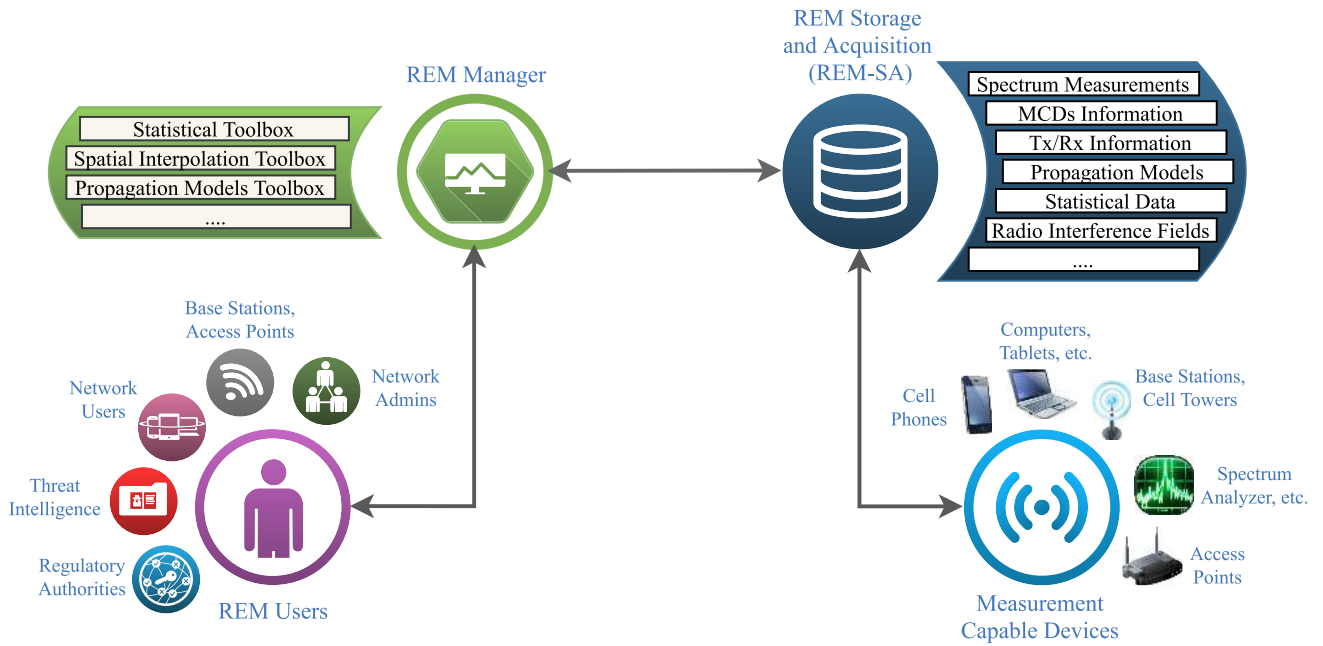 REM Manager
Statistical Toolbox
Spatial Interpolation Toolbox
Propagation Models Toolbox
....
REM Storage
and Acquisition
(REM-SA)
Spectrum Measurements
MCDs Information
Tx/Rx Information
Propagation Models
Statistical Data
Radio Interference Fields
....
Base Stations,
Access Points
Network
Admins
Network
Users
Threat
Intelligence
Regulatory
Authorities
REM Users
Computers,
Tablets, etc.
Cell
Phones
Base Stations,
Cell Towers
Spectrum
Analyzer, etc.
Access
Points
Measurement
Capable Devices